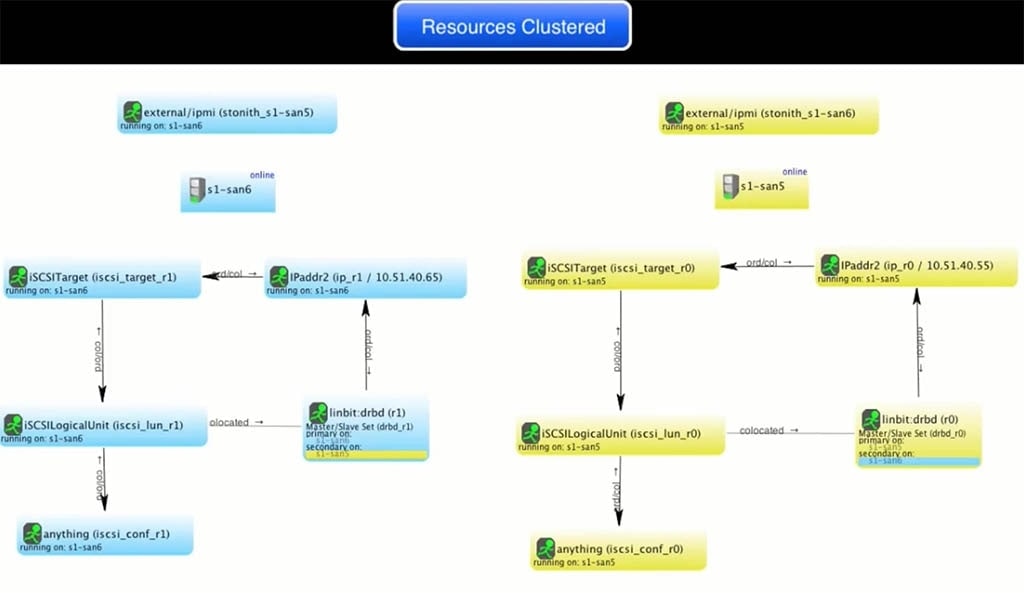 Resources Clustered
external/ipmi (stonith_s1-san5)
running on: s1-san6
external/ipmi (stonith_s1-san6)
running on: s1-san5
online
s1-san6
online
s1-san5
iSCSITarget (iscsi_target_r1)
running on: s1-san6
ord/col →
IPaddr2 (ip_r1 / 10.51.40.65)
running on: s1-san6
iSCSITarget (iscsi_target_r0)
running on: s1-san5
ord/col →
IPaddr2 (ip_r0 / 10.51.40.55)
running on: s1-san5
← col/ord
ord/col →
← col/ord
ord/col →
iSCSILogicalUnit (iscsi_lun_r1)
running on: s1-san6
olocated →
linbit:drbd (r1)
Master/Slave Set (drbd_r1)
primary on:
s1-san6
secondary on:
s1-san5
iSCSILogicalUnit (iscsi_lun_r0)
running on: s1-san5
colocated →
linbit:drbd (r0)
Master/Slave Set (drbd_r0)
primary on:
s1-san5
secondary on:
s1-san6
← col/ord
ord/col →
anything (iscsi_conf_r1)
running on: s1-san6
anything (iscsi_conf_r0)
running on: s1-san5